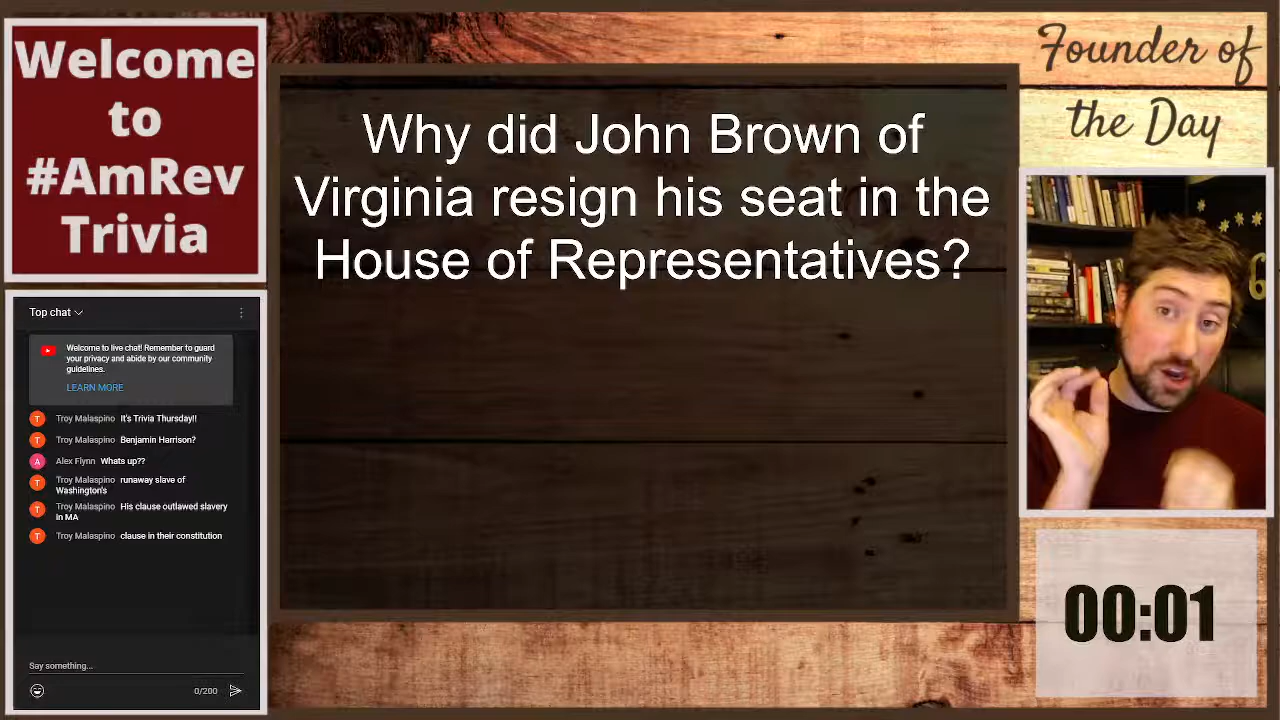 Welcome
to
#AmRev
Trivia
Founder of
the Day
Why did John Brown of
Virginia resign his seat in the
House of Representatives?
Top chat
Welcome to live chat! Remember to guard
your privacy and abide by our community
guidelines.
LEARN MORE
T Troy Malaspino It's Trivia Thursday!!
T Troy Malaspino Benjamin Harrison?
A Alex Flynn Whats up??
T Troy Malaspino runaway slave of
Washington's
T Troy Malaspino His clause outlawed slavery
in MA
T Troy Malaspino clause in their constitution
Say something...
0/200
00:01